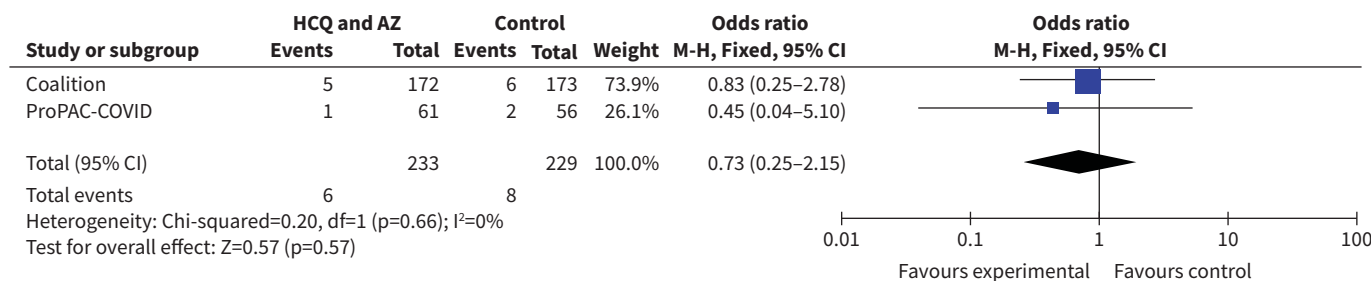 HCQ and AZ Control Odds ratio Odds ratio
Study or subgroup Events Total Events Total Weight M-H, Fixed, 95% CI M-H, Fixed, 95% CI
Coalition 5 172 6 173 73.9% 0.83 (0.25–2.78)
ProPAC-COVID 1 61 2 56 26.1% 0.45 (0.04–5.10)
Total (95% CI) 233 229 100.0% 0.73 (0.25–2.15)
Total events 6 8
Heterogeneity: Chi-squared=0.20, df=1 (p=0.66); I²=0%
Test for overall effect: Z=0.57 (p=0.57)
0.01 0.1 1 10 100
Favours experimental Favours control